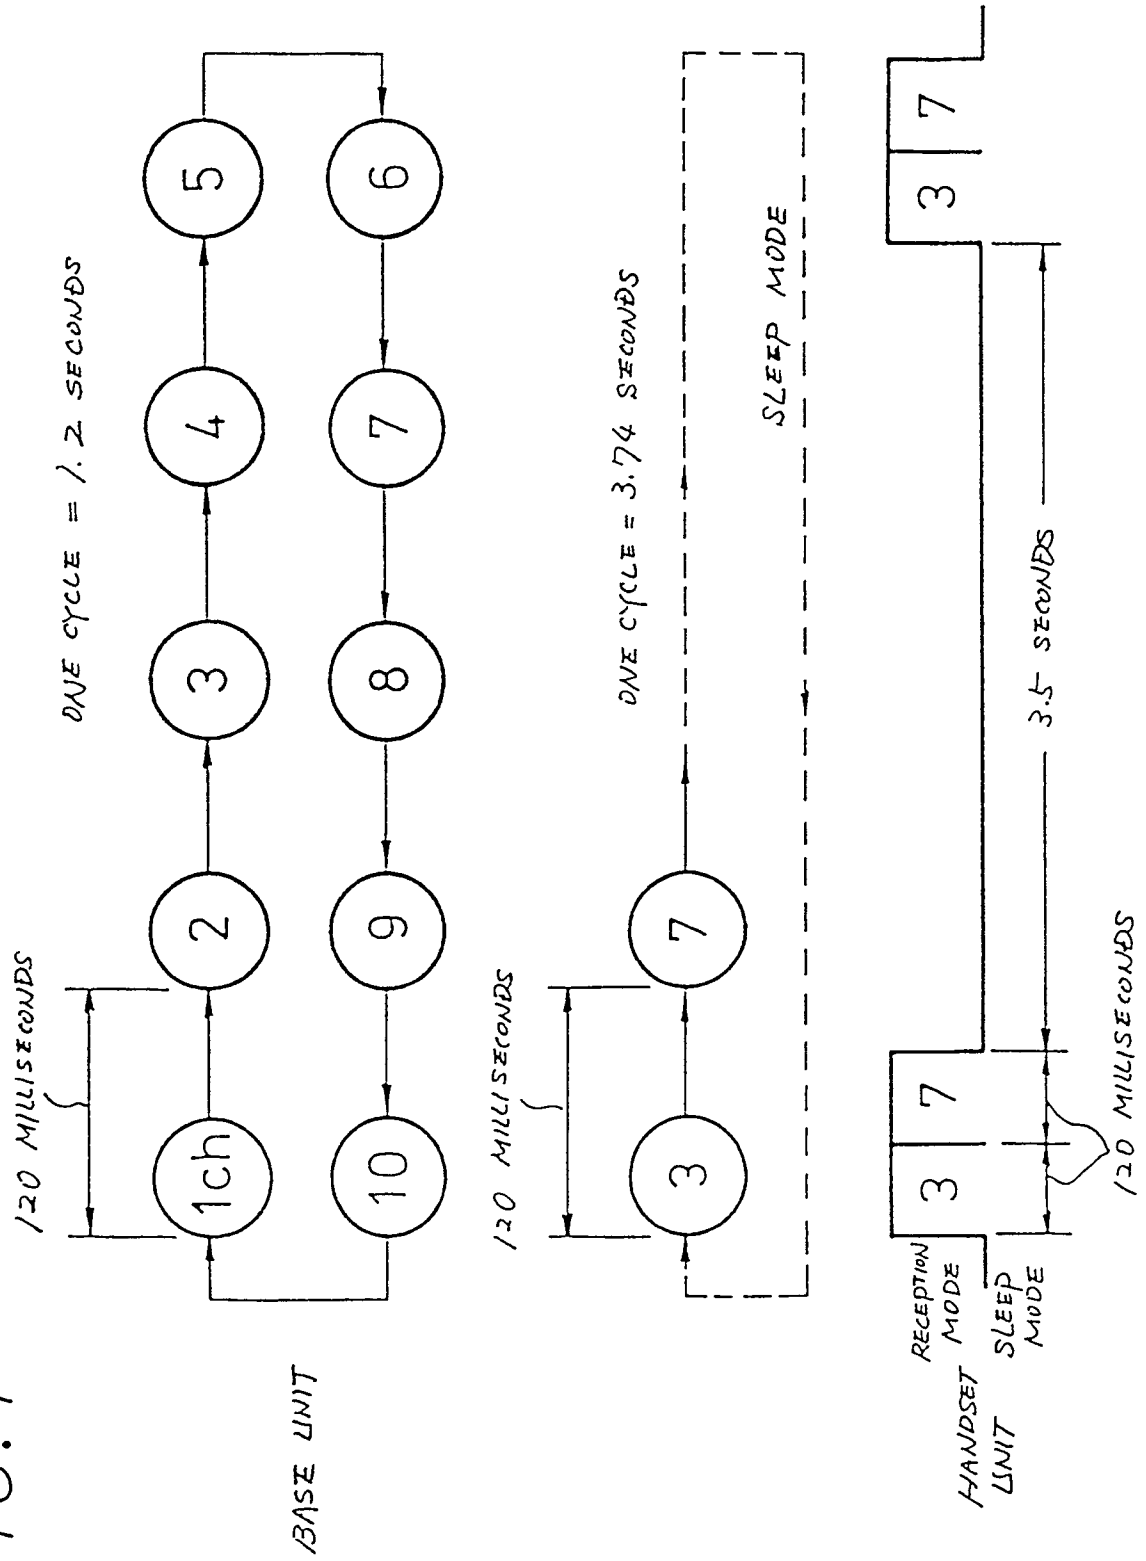 ONE CYCLE = 1.2 SECONDS
120 MILLISECONDS
1ch
2
3
4
5
6
7
8
9
10
BASE UNIT
ONE CYCLE = 3.74 SECONDS
120 MILLISECONDS
3
7
SLEEP MODE
RECEPTION
MODE
HANDSET
UNIT
SLEEP
MODE
3
7
3
7
3.5 SECONDS
120 MILLISECONDS